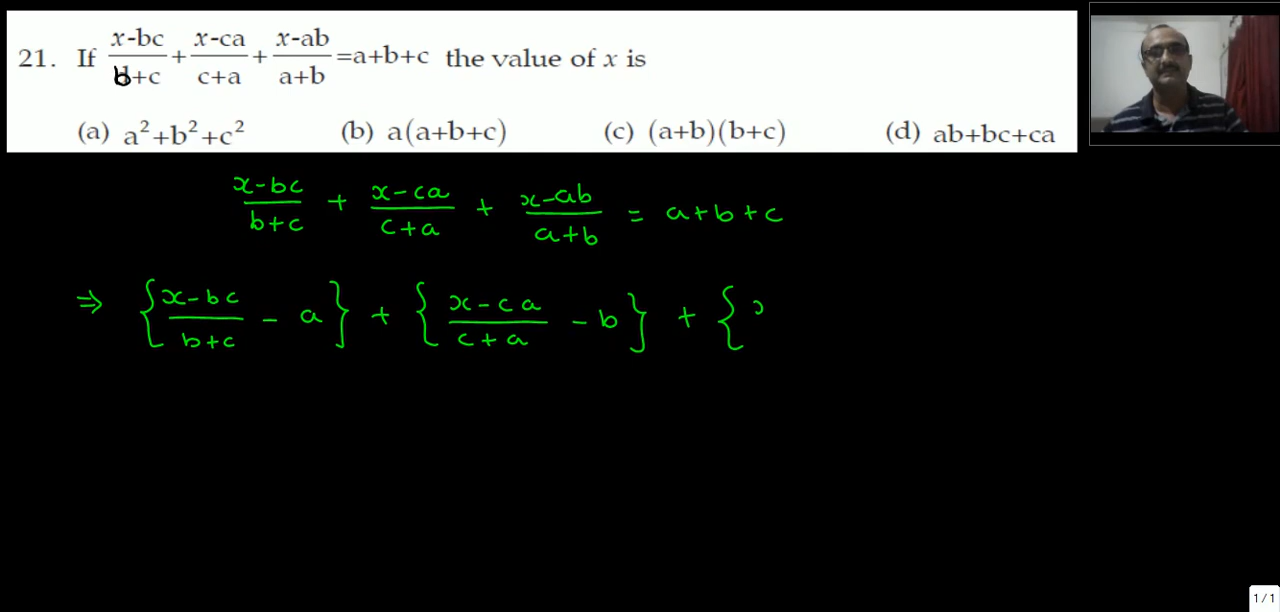 21. If x-bc/b+c + x-ca/c+a + x-ab/a+b =a+b+c the value of x is
(a) a²+b²+c² (b) a(a+b+c) (c) (a+b)(b+c) (d) ab+bc+ca
x-bc/b+c + x-ca/c+a + x-ab/a+b = a+b+c
⇒ {x-bc/b+c - a} + {x-ca/c+a - b} + {x
1/1